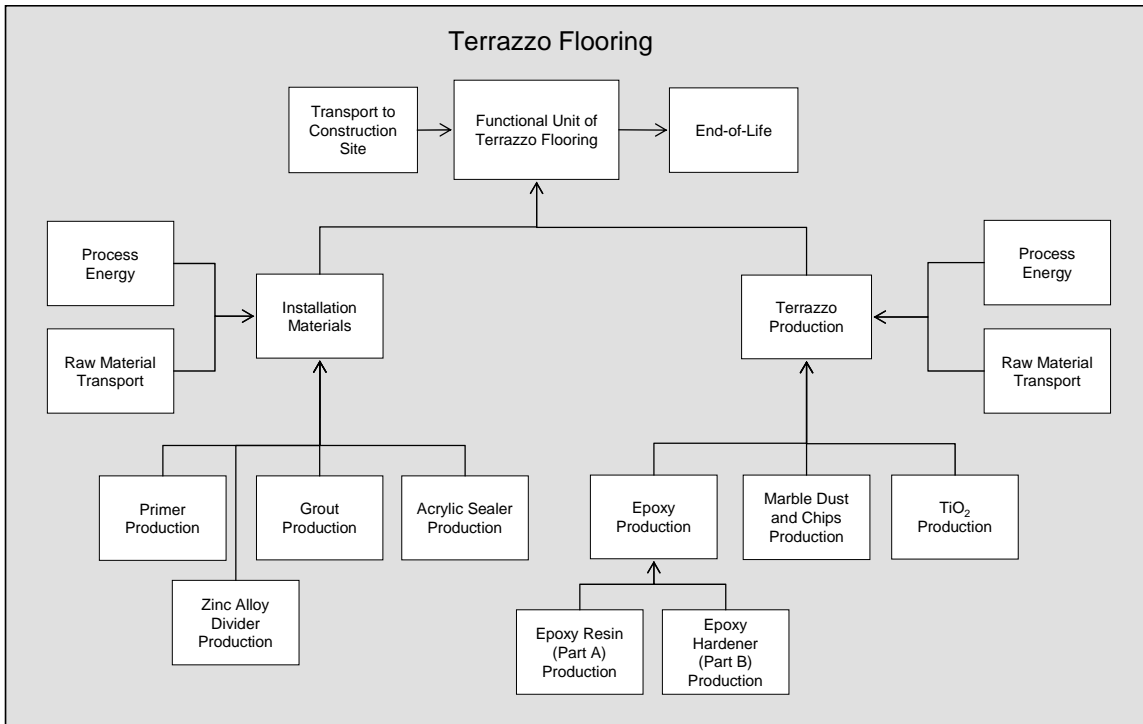 Terrazzo Flooring
Transport to
Construction
Site
Functional Unit of
Terrazzo Flooring
End-of-Life
Process
Energy
Raw Material
Transport
Installation
Materials
Terrazzo
Production
Process
Energy
Raw Material
Transport
Primer
Production
Grout
Production
Acrylic Sealer
Production
Zinc Alloy
Divider
Production
Epoxy
Production
Marble Dust
and Chips
Production
TiO₂
Production
Epoxy Resin
(Part A)
Production
Epoxy
Hardener
(Part B)
Production